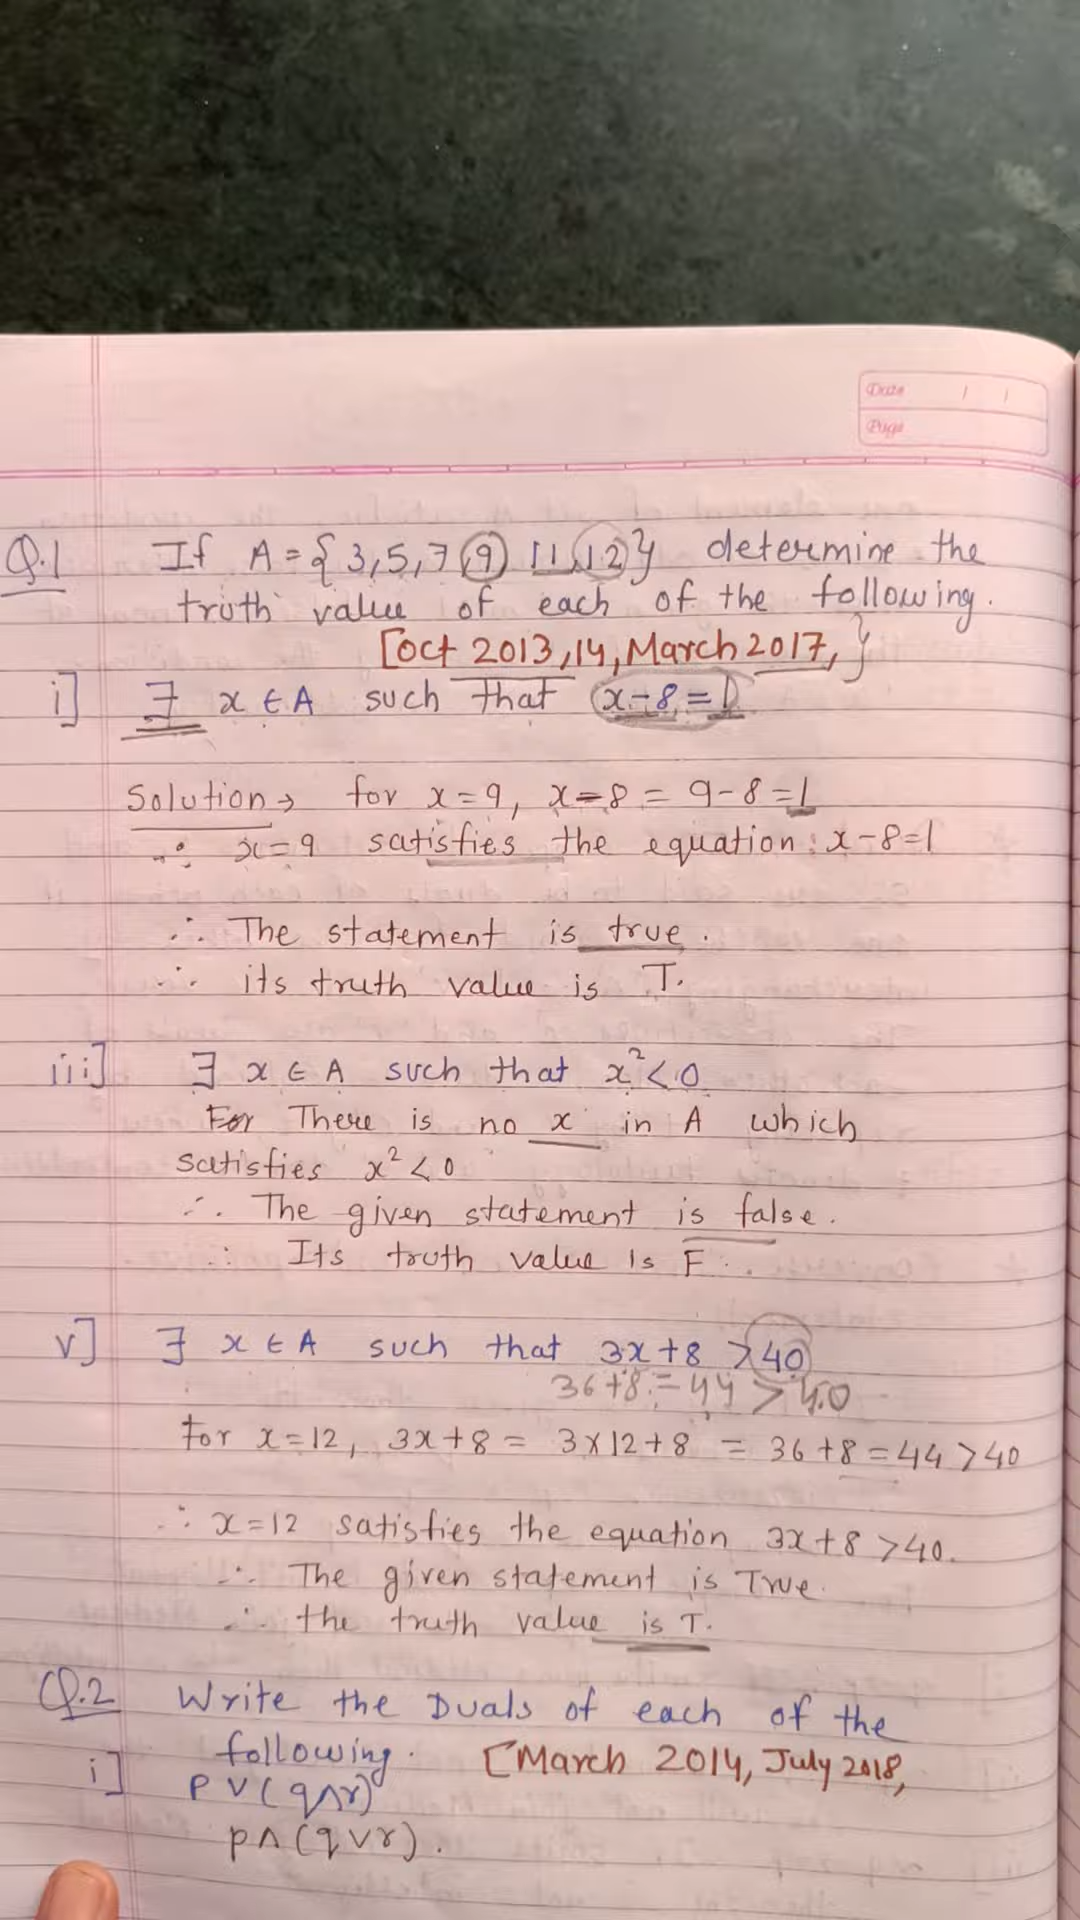 Date / /
Page
Q.1 If A = {3,5,7,9,11,12} determine the
truth value of each of the following.
[oct 2013,14, March 2017, }
i] ∃ x ∈ A such that x-8=1
Solution → for x=9, x-8 = 9-8=1
∴ x=9 satisfies the equation: x-8=1
∴ The statement is true.
∴ its truth value is T.
iii] ∃ x ∈ A such that x²<0
For There is no x in A which
satisfies x²<0
∴ The given statement is false.
∴ Its truth value is F.
v] ∃ x ∈ A such that 3x+8 >40
36+8 = 44 > 40
for x=12, 3x+8 = 3x12+8 = 36+8=44 >40
∴ x=12 satisfies the equation 3x+8 >40.
∴ The given statement is True.
∴ the truth value is T.
Q.2 Write the Duals of each of the
following. [March 2014, July 2018,
i] p∨(q∧r)
p∧(q∨r).